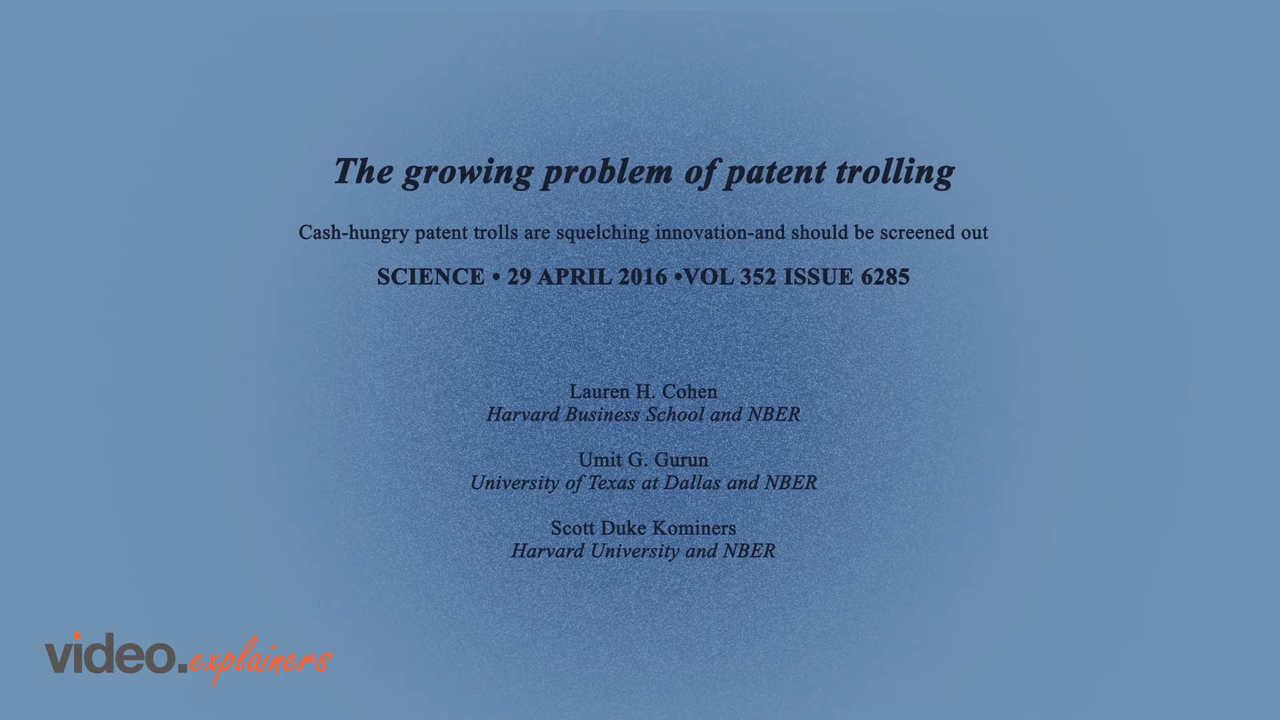 The growing problem of patent trolling
Cash-hungry patent trolls are squelching innovation-and should be screened out
SCIENCE • 29 APRIL 2016 •VOL 352 ISSUE 6285
Lauren H. Cohen
Harvard Business School and NBER
Umit G. Gurun
University of Texas at Dallas and NBER
Scott Duke Kominers
Harvard University and NBER
video.explainers